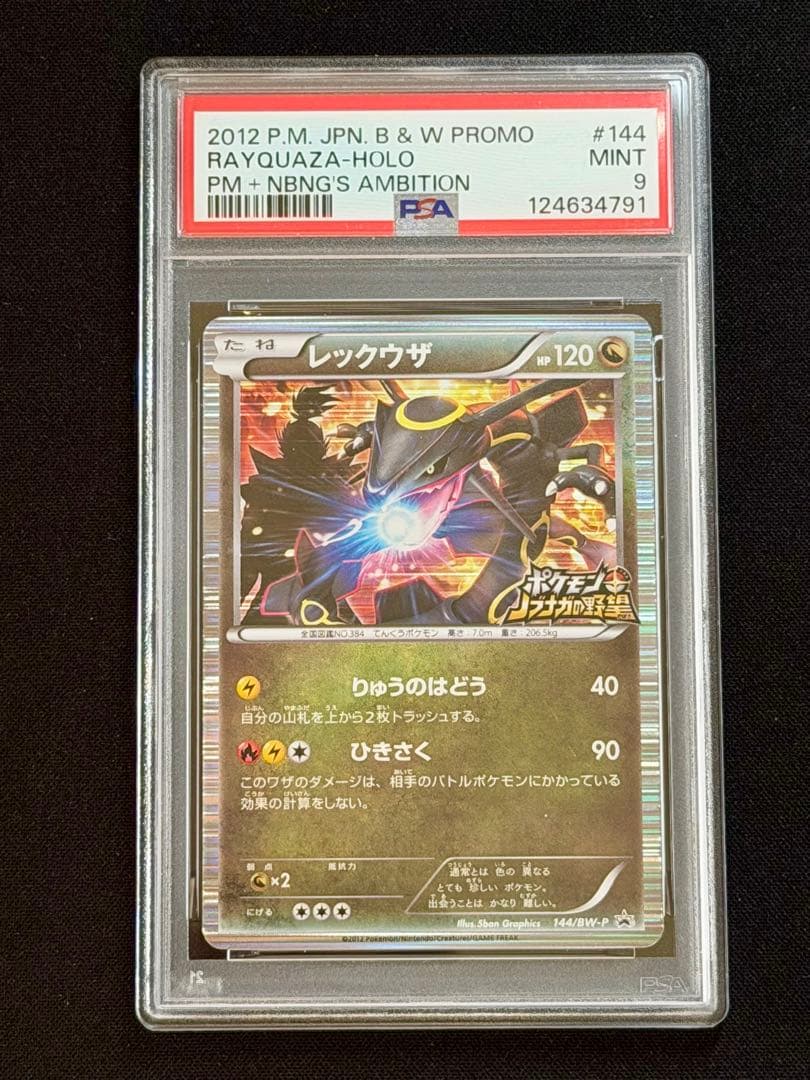 2012 P.M. JPN. B & W PROMO #144
RAYQUAZA-HOLO MINT
PM + NBNG'S AMBITION 9
PSA 124634791
たね レックウザ HP 120
ポケモン+
ノブナガの野望
全国図鑑NO.384 てんくうポケモン 高さ:7.0m 重さ:206.5kg
りゅうのはどう 40
自分の山札を上から2枚トラッシュする。
ひきさく 90
このワザのダメージは、相手のバトルポケモンにかかっている
効果の計算をしない。
弱点 抵抗力
×2
にげる
通常とは 色の 異なる
とても 珍しい ポケモン。
出会うことは かなり 難しい。
Illus. 5ban Graphics 144/BW-P
©2012 Pokémon/Nintendo/Creatures/GAME FREAK.
21 PSA